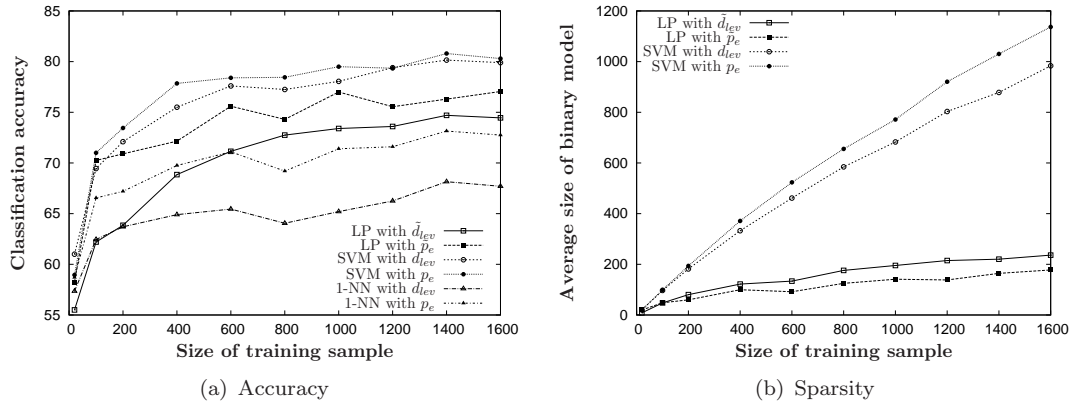 Classification accuracy
85
80
75
70
65
60
55
0 200 400 600 800 1000 1200 1400 1600
Size of training sample
LP with d̃lev
LP with pe
SVM with dlev
SVM with pe
1-NN with dlev
1-NN with pe
(a) Accuracy
Average size of binary model
1200
1000
800
600
400
200
0
0 200 400 600 800 1000 1200 1400 1600
Size of training sample
LP with d̃lev
LP with p̃e
SVM with dlev
SVM with pe
(b) Sparsity